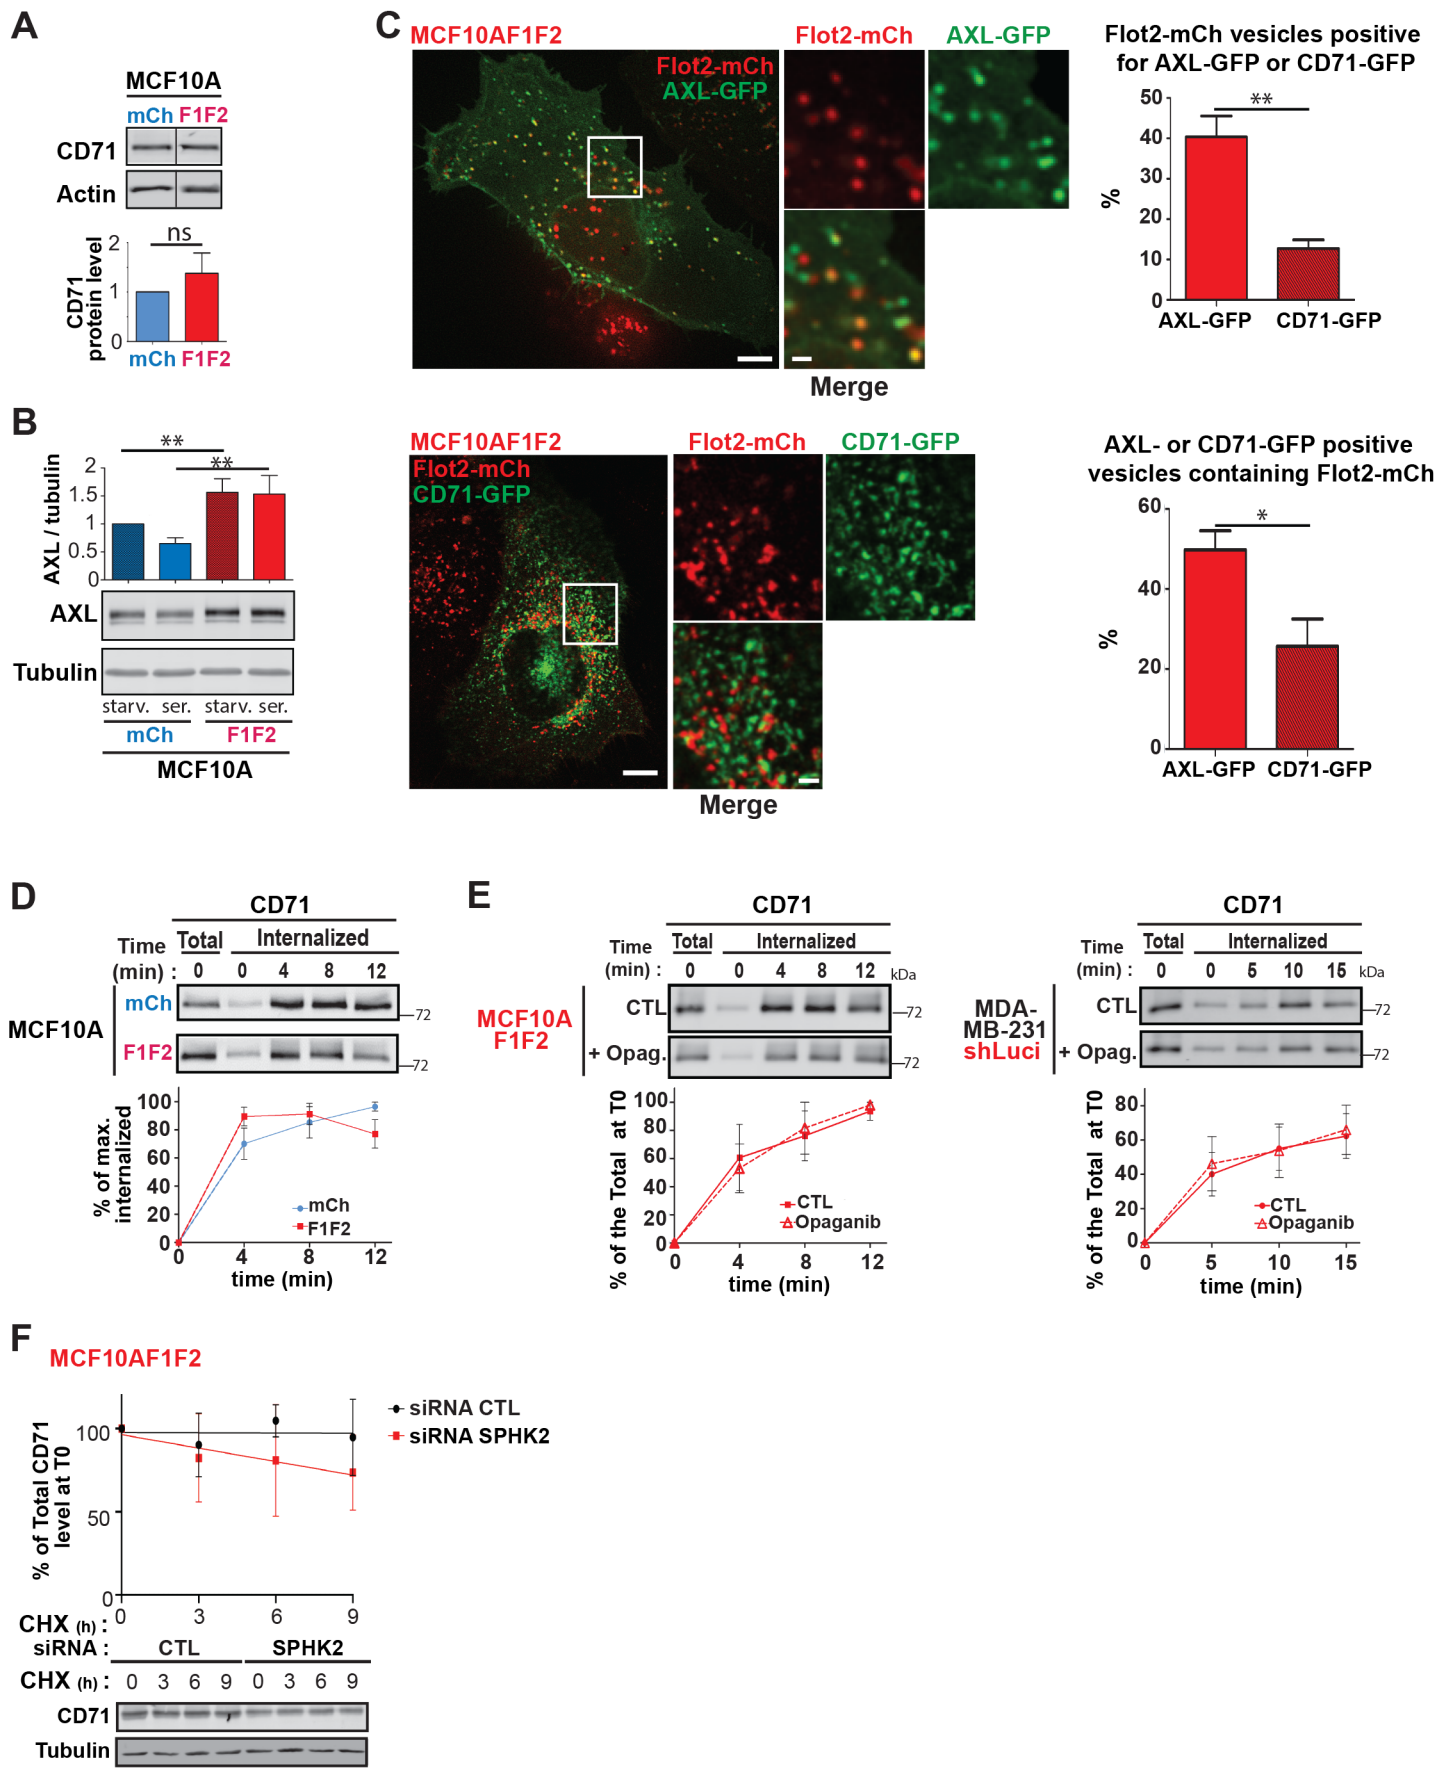 A
MCF10A
mCh F1F2
CD71
Actin
ns
CD71
protein level
2
1
0
mCh F1F2
B
**
**
AXL / tubulin
2
1.5
1
0.5
0
AXL
Tubulin
starv. ser. starv. ser.
mCh F1F2
MCF10A
C
MCF10AF1F2
Flot2-mCh
AXL-GFP
Flot2-mCh AXL-GFP
Merge
Flot2-mCh vesicles positive
for AXL-GFP or CD71-GFP
**
%
50
40
30
20
10
0
AXL-GFP CD71-GFP
MCF10AF1F2
Flot2-mCh
CD71-GFP
Flot2-mCh CD71-GFP
Merge
AXL- or CD71-GFP positive
vesicles containing Flot2-mCh
*
%
60
40
20
0
AXL-GFP CD71-GFP
D
CD71
Time Total Internalized
(min) : 0 0 4 8 12
MCF10A
mCh
72
F1F2
72
% of max.
internalized
100
80
60
40
20
0
mCh
F1F2
0 4 8 12
time (min)
E
CD71
Time Total Internalized
(min) : 0 0 4 8 12 kDa
MCF10A
F1F2
CTL
72
+ Opag.
72
% of the Total at T0
100
80
60
40
20
0
CTL
Opaganib
0 4 8 12
time (min)
CD71
Time Total Internalized
(min) : 0 0 5 10 15 kDa
MDA-
MB-231
shLuci
CTL
72
+ Opag.
72
% of the Total at T0
80
60
40
20
0
CTL
Opaganib
0 5 10 15
time (min)
F
MCF10AF1F2
% of Total CD71
level at T0
100
50
0
siRNA CTL
siRNA SPHK2
CHX (h) : 0 3 6 9
siRNA : CTL SPHK2
CHX (h) : 0 3 6 9 0 3 6 9
CD71
Tubulin